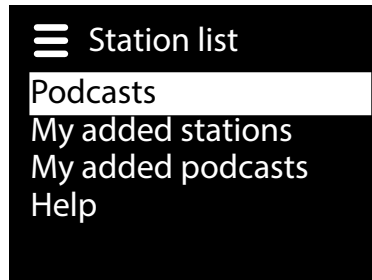 Station list
Podcasts
My added stations
My added podcasts
Help